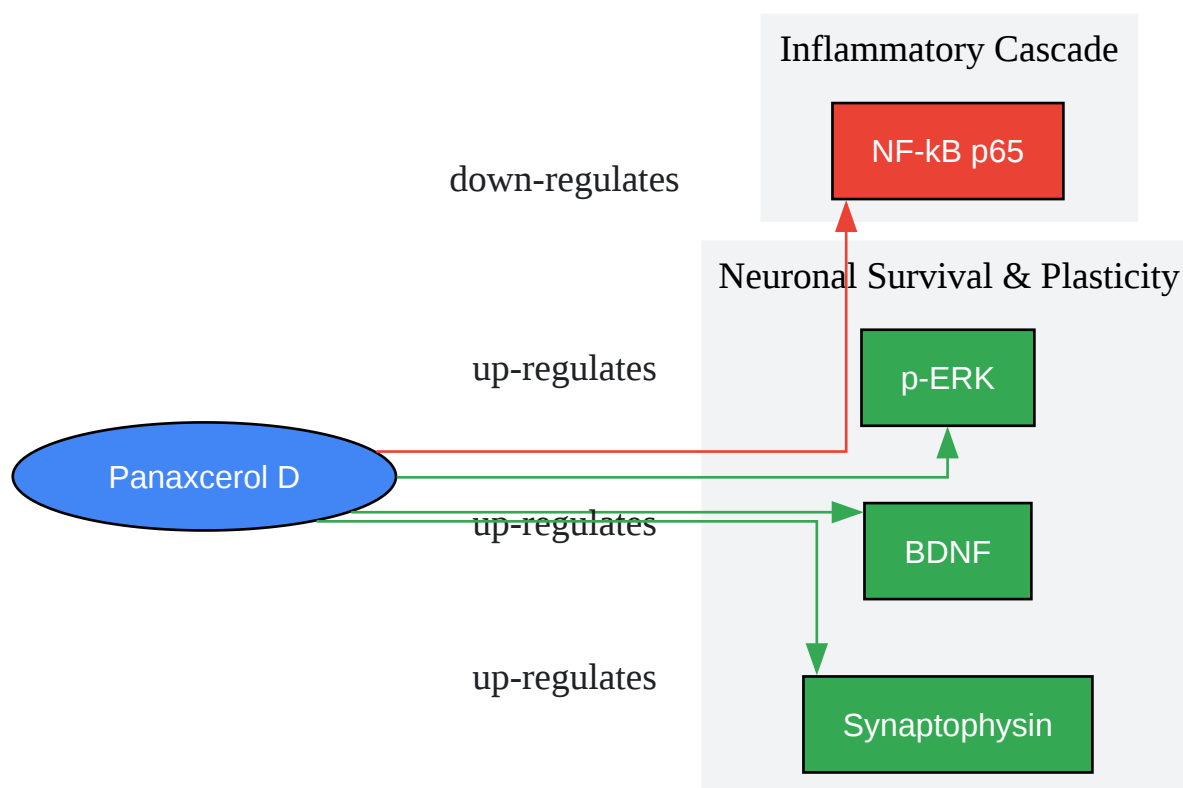 Inflammatory Cascade
NF-kB p65
down-regulates
Neuronal Survival & Plasticity
up-regulates
p-ERK
Panaxcerol D
up-regulates
BDNF
up-regulates
Synaptophysin